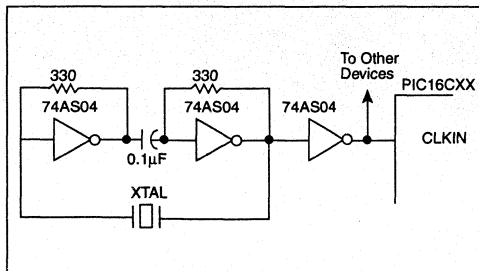 330
330
To Other
Devices
PIC16CXX
74AS04
74AS04
74AS04
0.1µF
CLKIN
XTAL